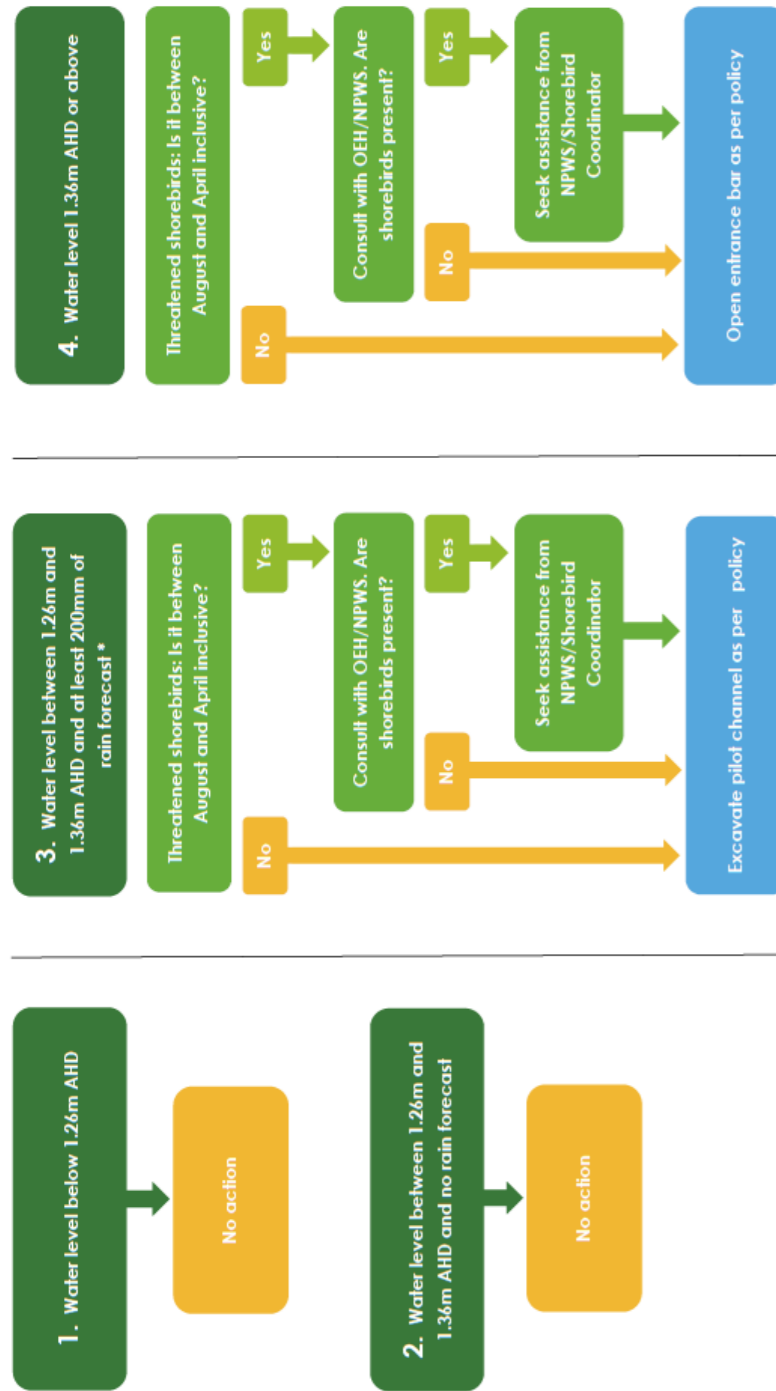 1. Water level below 1.26m AHD
No action
2. Water level between 1.26m and
1.36m AHD and no rain forecast
No action
3. Water level between 1.26m and
1.36m AHD and at least 200mm of
rain forecast *
Threatened shorebirds: Is it between
August and April inclusive?
No
Yes
Consult with OEH/NPWS. Are
shorebirds present?
No
Yes
Seek assistance from
NPWS/Shorebird
Coordinator
Excavate pilot channel as per policy
4. Water level 1.36m AHD or above
Threatened shorebirds: Is it between
August and April inclusive?
No
Yes
Consult with OEH/NPWS. Are
shorebirds present?
No
Yes
Seek assistance from
NPWS/Shorebird
Coordinator
Open entrance bar as per policy